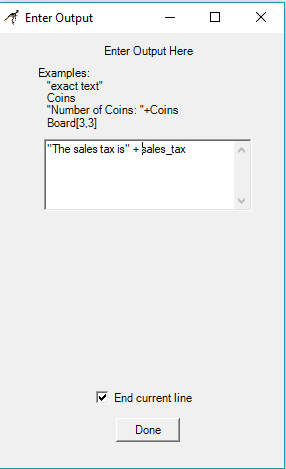 Enter Output
Enter Output Here
Examples:
"exact text"
Coins
"Number of Coins: "+Coins
Board[3,3]
"The sales tax is" + sales_tax
End current line
Done